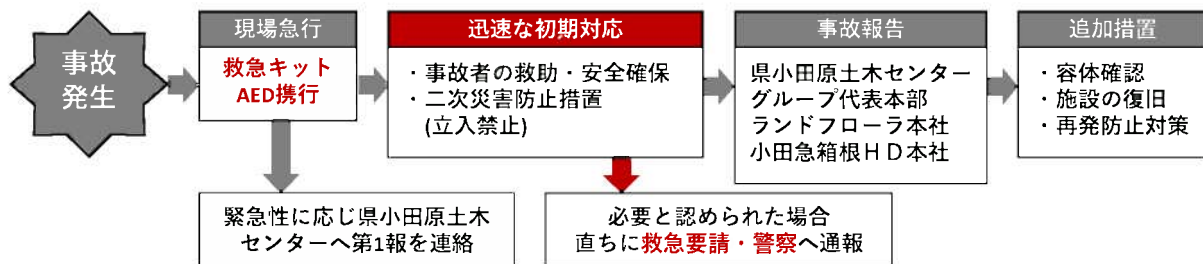 事故
発生
現場急行
救急キット
AED携行
緊急性に応じ県小田原土木
センターへ第1報を連絡
迅速な初期対応
・事故者の救助・安全確保
・二次災害防止措置
(立入禁止)
必要と認められた場合
直ちに救急要請・警察へ通報
事故報告
県小田原土木センター
グループ代表本部
ランドフローラ本社
小田急箱根ＨＤ本社
追加措置
・容体確認
・施設の復旧
・再発防止対策